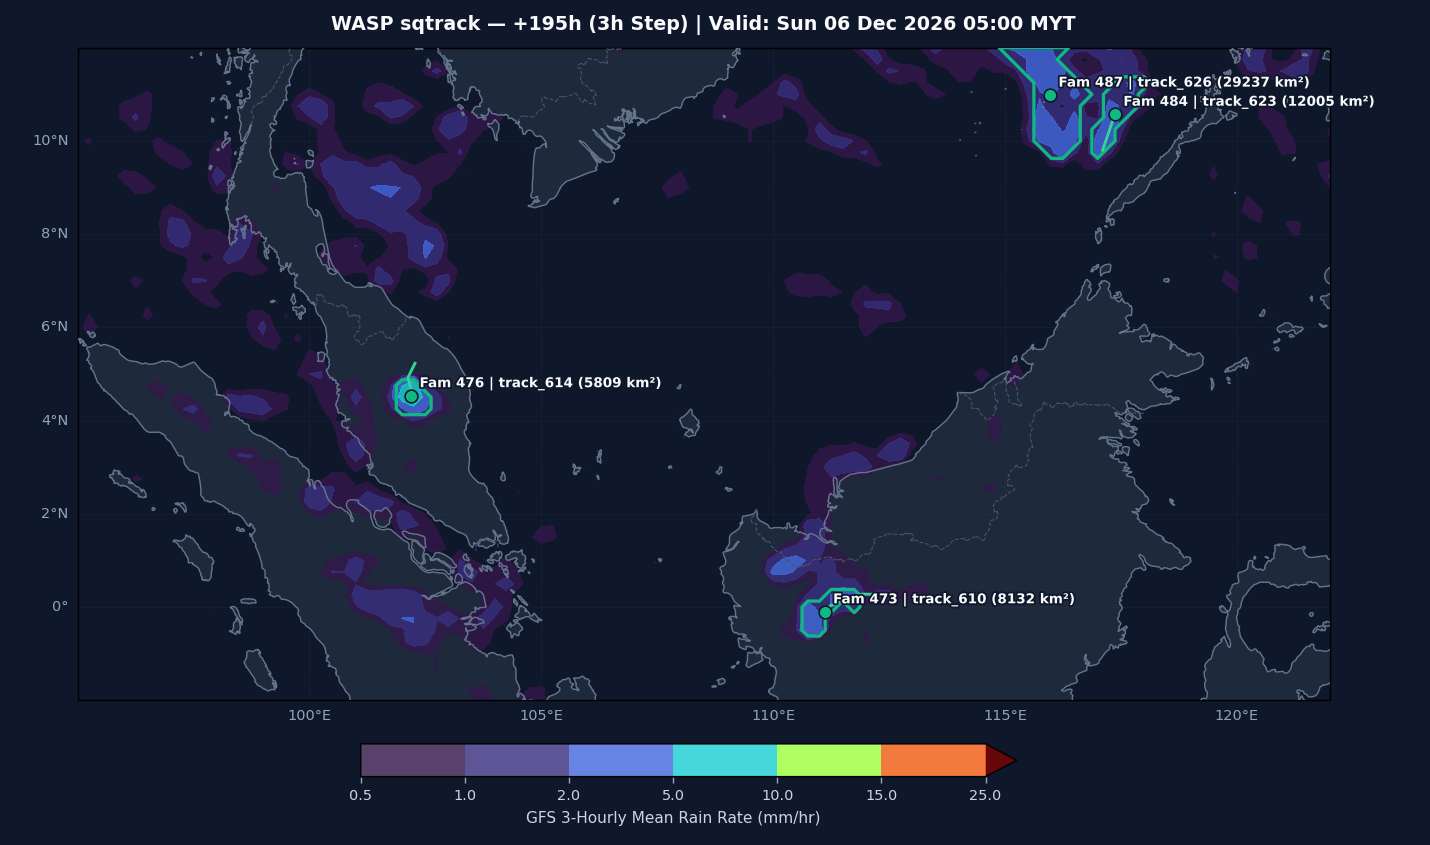 WASP sqtrack — +195h (3h Step) | Valid: Sun 06 Dec 2026 05:00 MYT
Fam 487 | track_626 (29237 km²)
Fam 484 | track_623 (12005 km²)
10°N
8°N
6°N
Fam 476 | track_614 (5809 km²)
4°N
2°N
Fam 473 | track_610 (8132 km²)
0°
100°E 105°E 110°E 115°E 120°E
0.5 1.0 2.0 5.0 10.0 15.0 25.0
GFS 3-Hourly Mean Rain Rate (mm/hr)